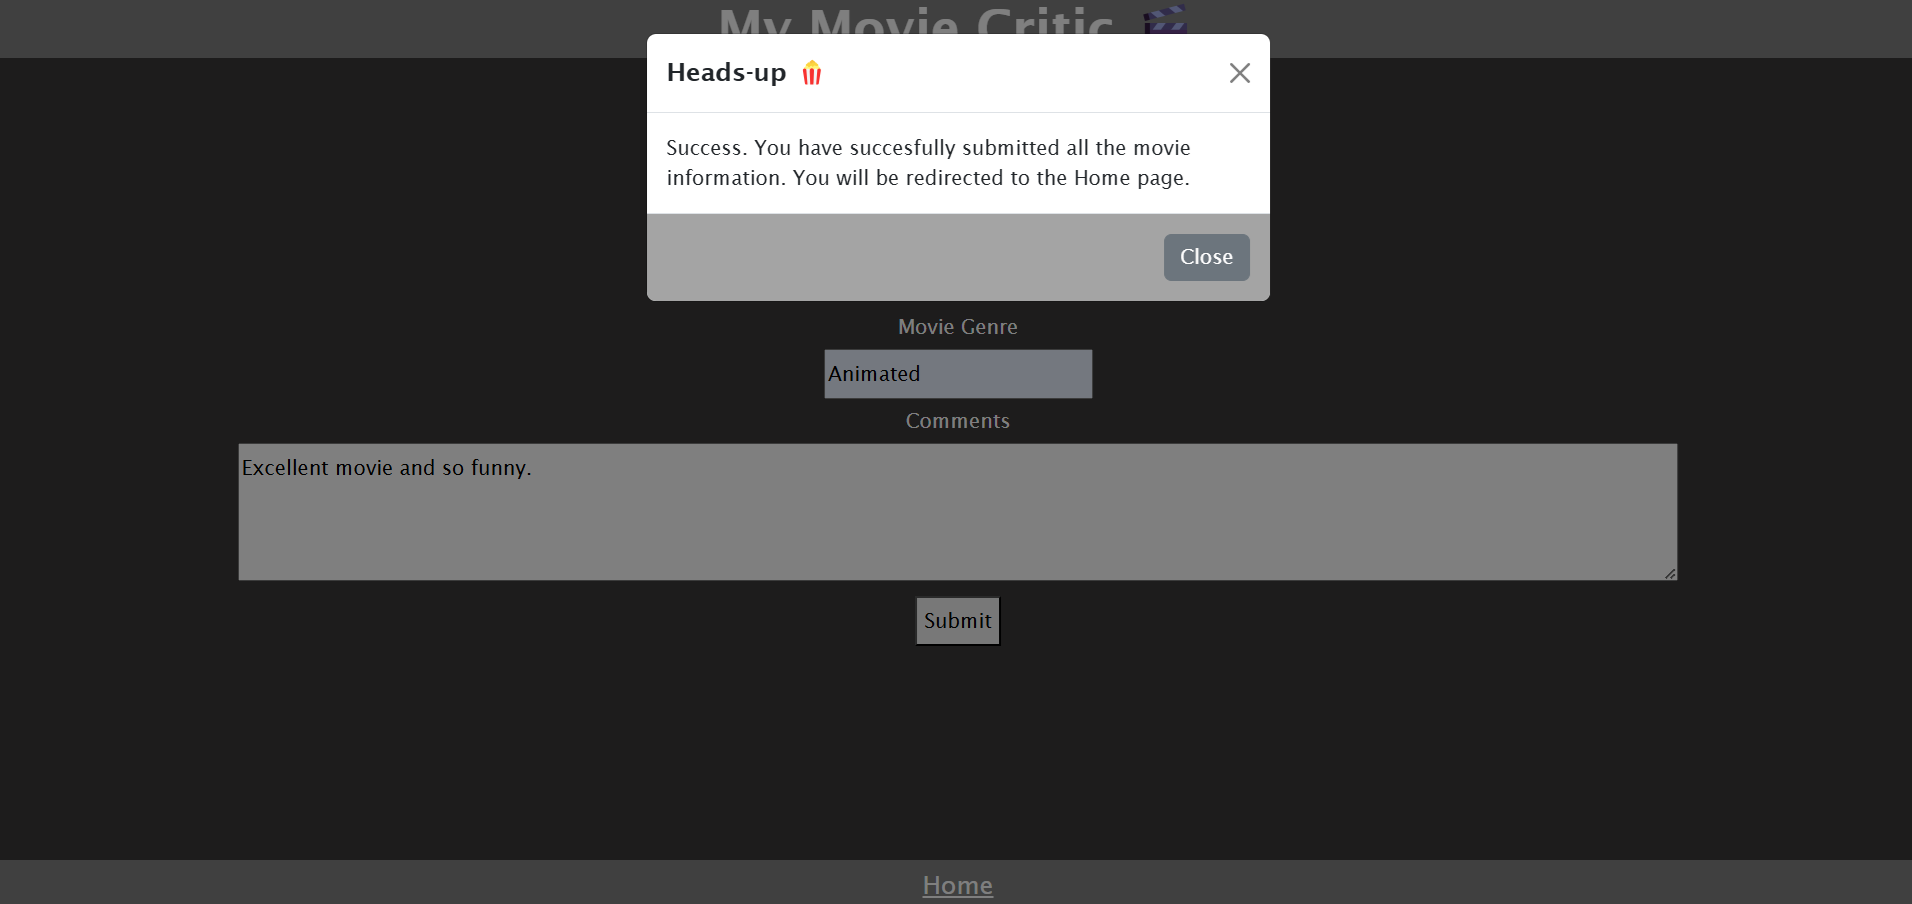 My Movie Critic 🎬
Heads-up 🍿
Success. You have succesfully submitted all the movie
information. You will be redirected to the Home page.
Close
Movie Genre
Animated
Comments
Excellent movie and so funny.
Submit
Home